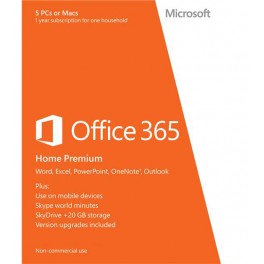 5 PCs or Macs
1 year subscription for one household
Microsoft
Office 365
Home Premium
Word, Excel, PowerPoint, OneNote¹, Outlook
Plus:
Use on mobile devices
Skype world minutes
SkyDrive +20 GB storage
Version upgrades included
Non-commercial use